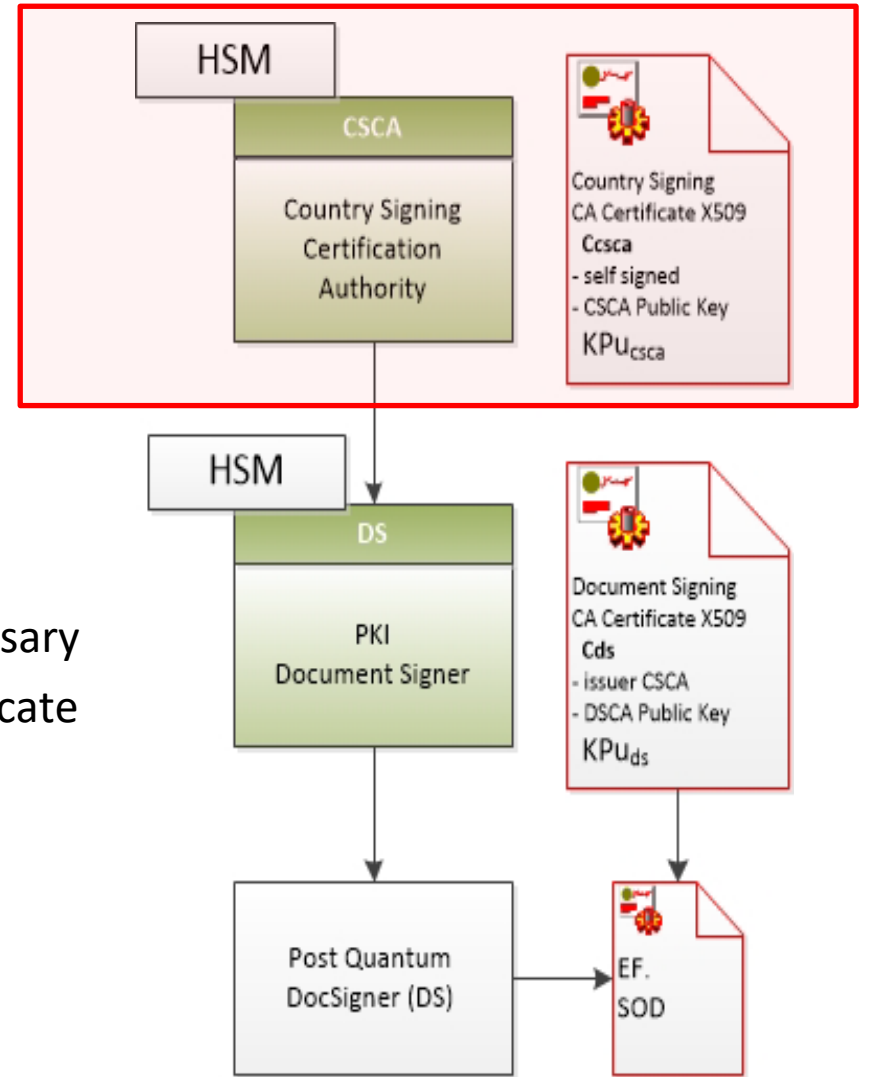 HSM
CSCA
Country Signing
Certification
Authority
Country Signing
CA Certificate X509
Ccsca
- self signed
- CSCA Public Key
KPucsca
HSM
DS
PKI
Document Signer
Document Signing
CA Certificate X509
Cds
- issuer CSCA
- DSCA Public Key
KPuds
sary
cate
Post Quantum
DocSigner (DS)
EF.
SOD